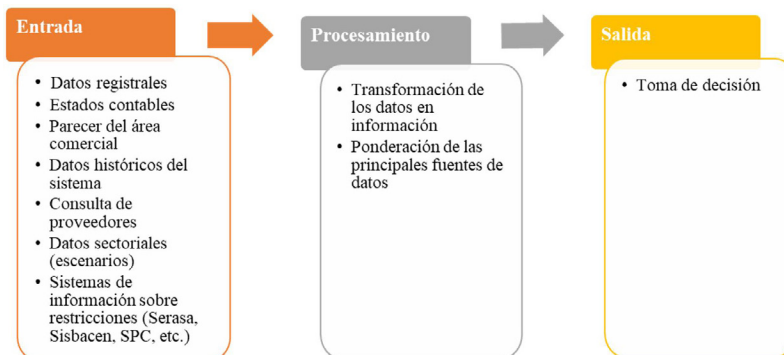 Entrada
• Datos registrales
• Estados contables
• Parecer del área
comercial
• Datos históricos del
sistema
• Consulta de
proveedores
• Datos sectoriales
(escenarios)
• Sistemas de
información sobre
restricciones (Serasa,
Sisbacen, SPC, etc.)
Procesamiento
• Transformación de
los datos en
información
• Ponderación de las
principales fuentes de
datos
Salida
• Toma de decisión